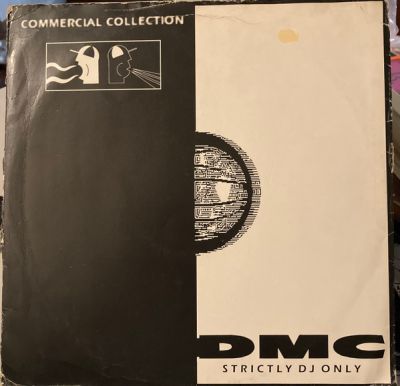 COMMERCIAL COLLECTION
DMC
STRICTLY DJ ONLY